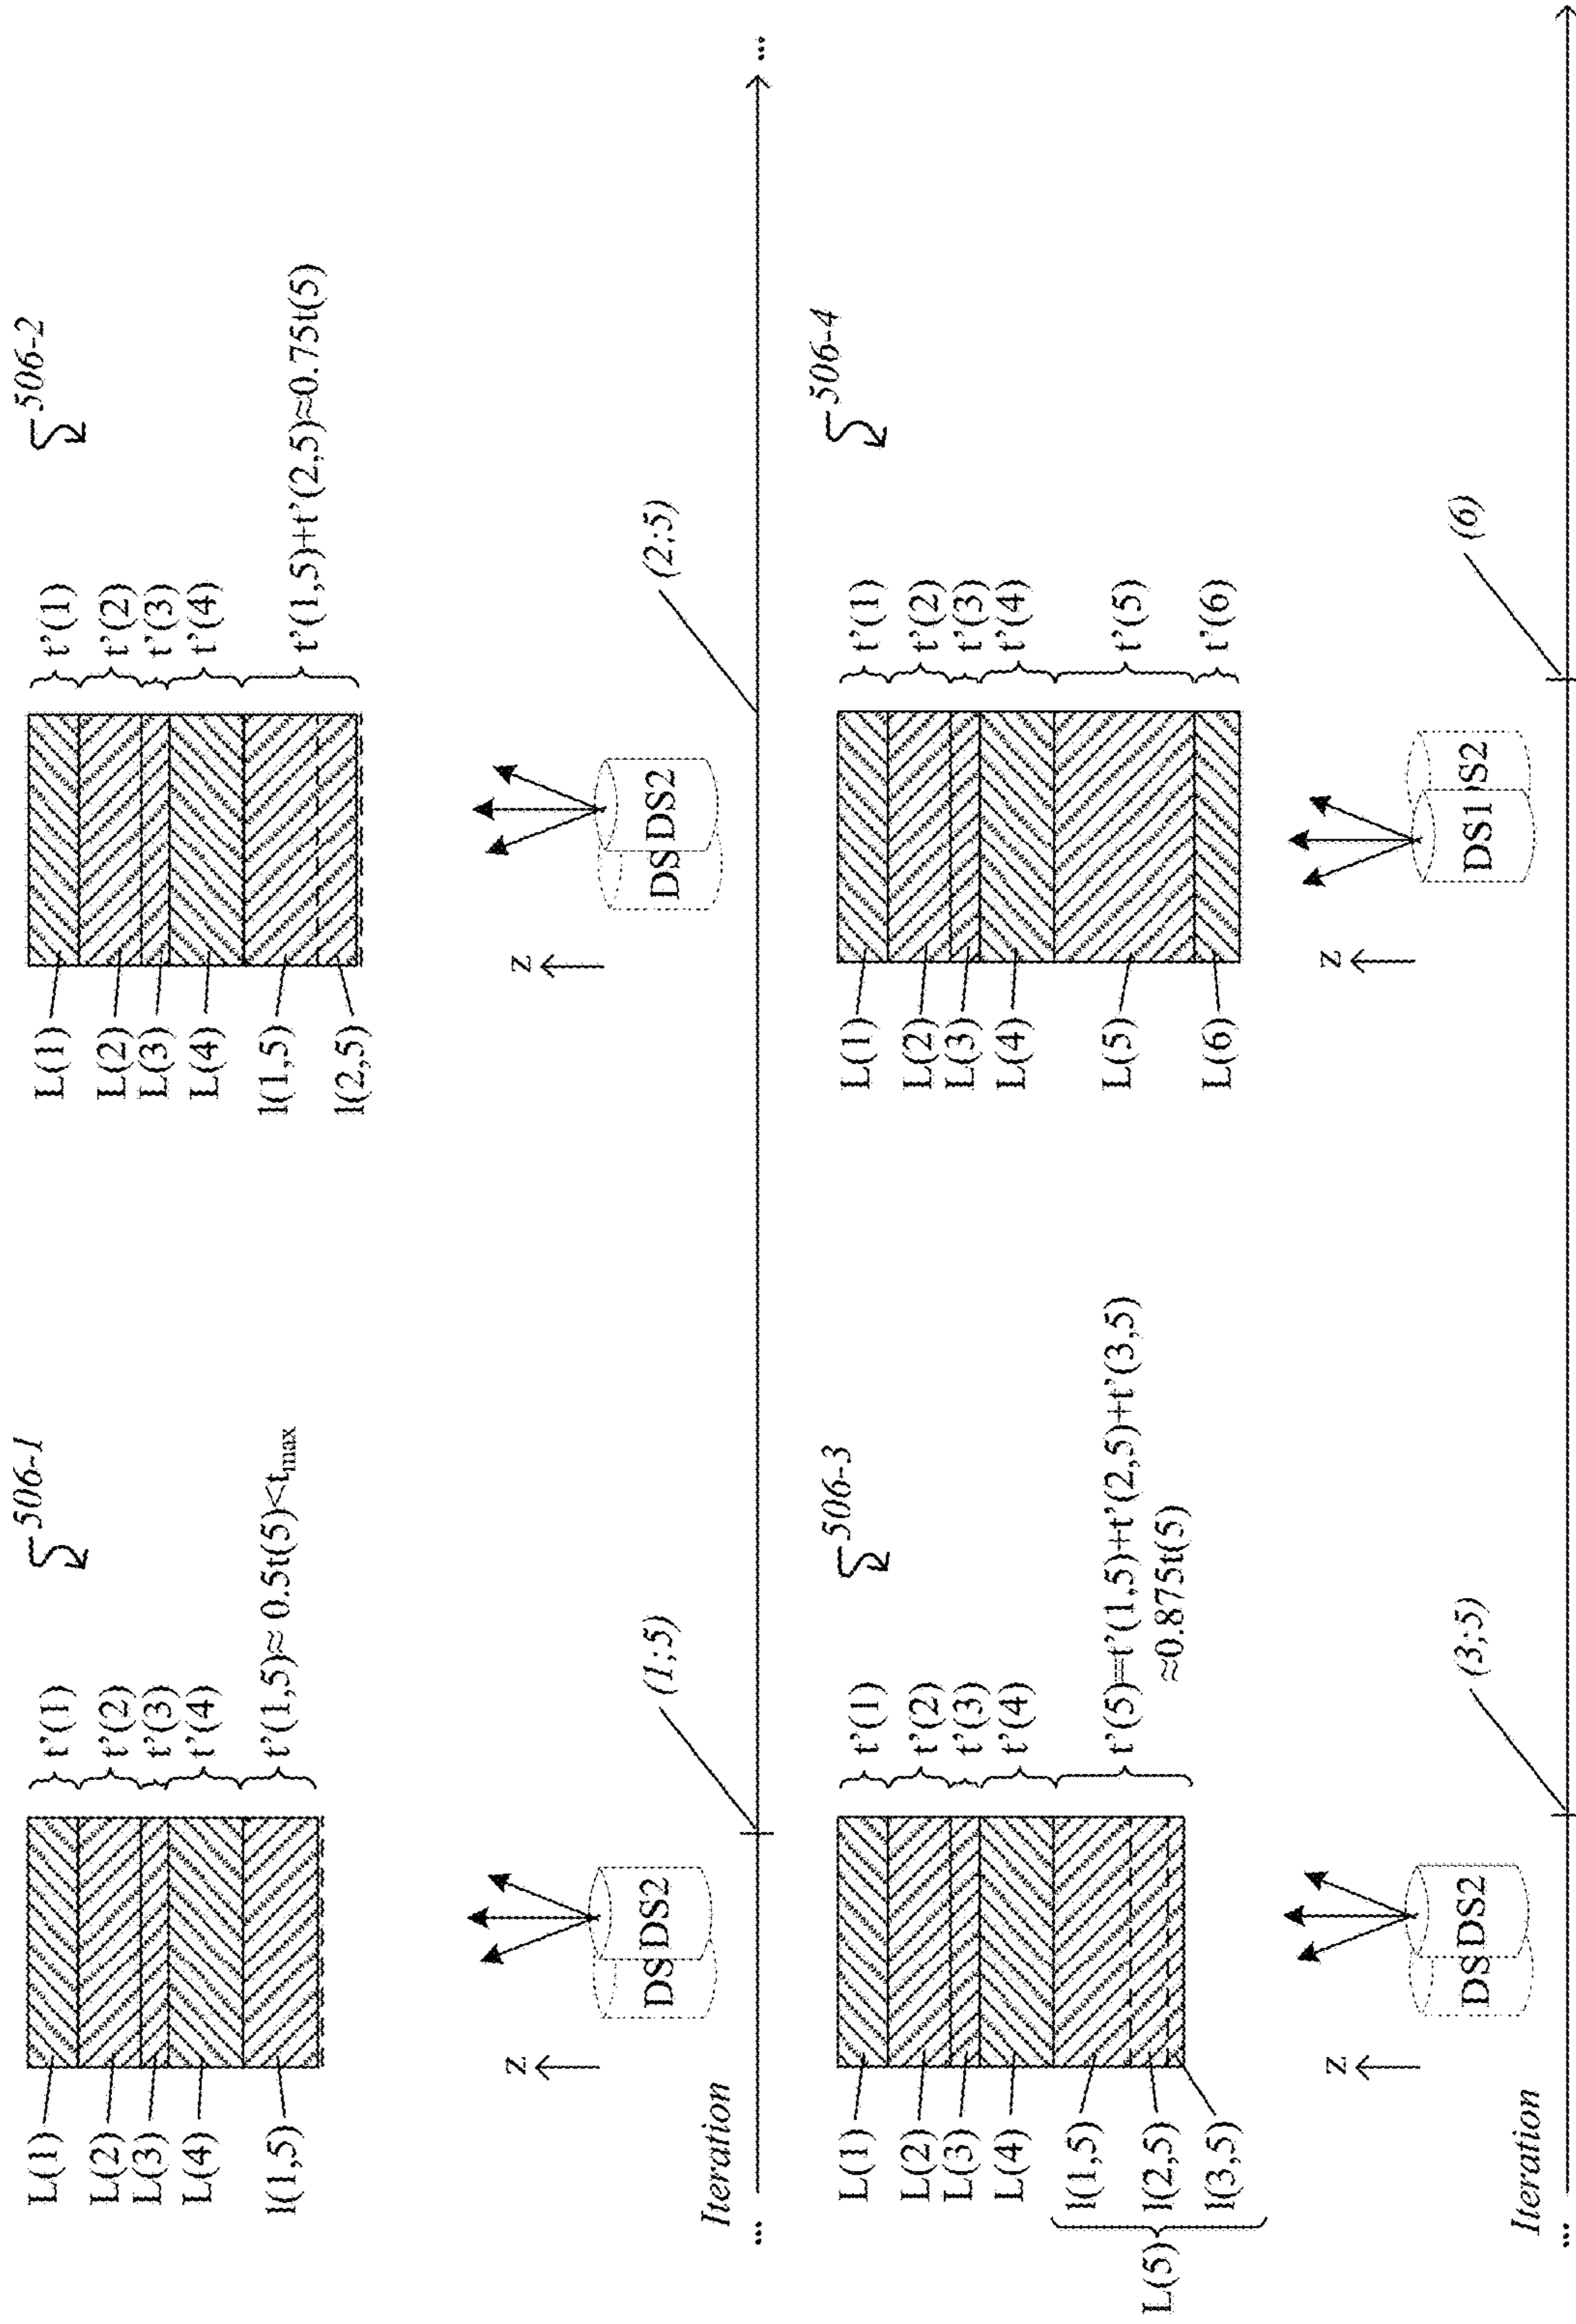 506-1
L(1)
L(2)
L(3)
L(4)
l(1,5)
t'(1)
t'(2)
t'(3)
t'(4)
t'(1,5)≈ 0.5t(5)<tmax
z
DS DS2
(1;5)
506-2
L(1)
L(2)
L(3)
L(4)
l(1,5)
l(2,5)
t'(1)
t'(2)
t'(3)
t'(4)
t'(1,5)+t'(2,5)≈0.75t(5)
z
DS DS2
(2;5)
Iteration
...
...
506-3
L(1)
L(2)
L(3)
L(4)
L(5)
l(1,5)
l(2,5)
l(3,5)
t'(1)
t'(2)
t'(3)
t'(4)
t'(5)=t'(1,5)+t'(2,5)+t'(3,5)
≈0.875t(5)
z
DS DS2
(3;5)
506-4
L(1)
L(2)
L(3)
L(4)
L(5)
L(6)
t'(1)
t'(2)
t'(3)
t'(4)
t'(5)
t'(6)
z
DS1 S2
(6)
Iteration
...